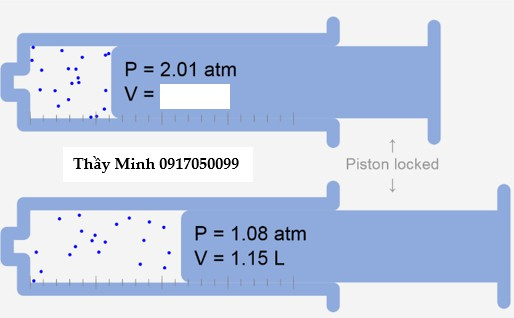 P = 2.01 atm
V =
Thầy Minh 0917050099
Piston locked
P = 1.08 atm
V = 1.15 L